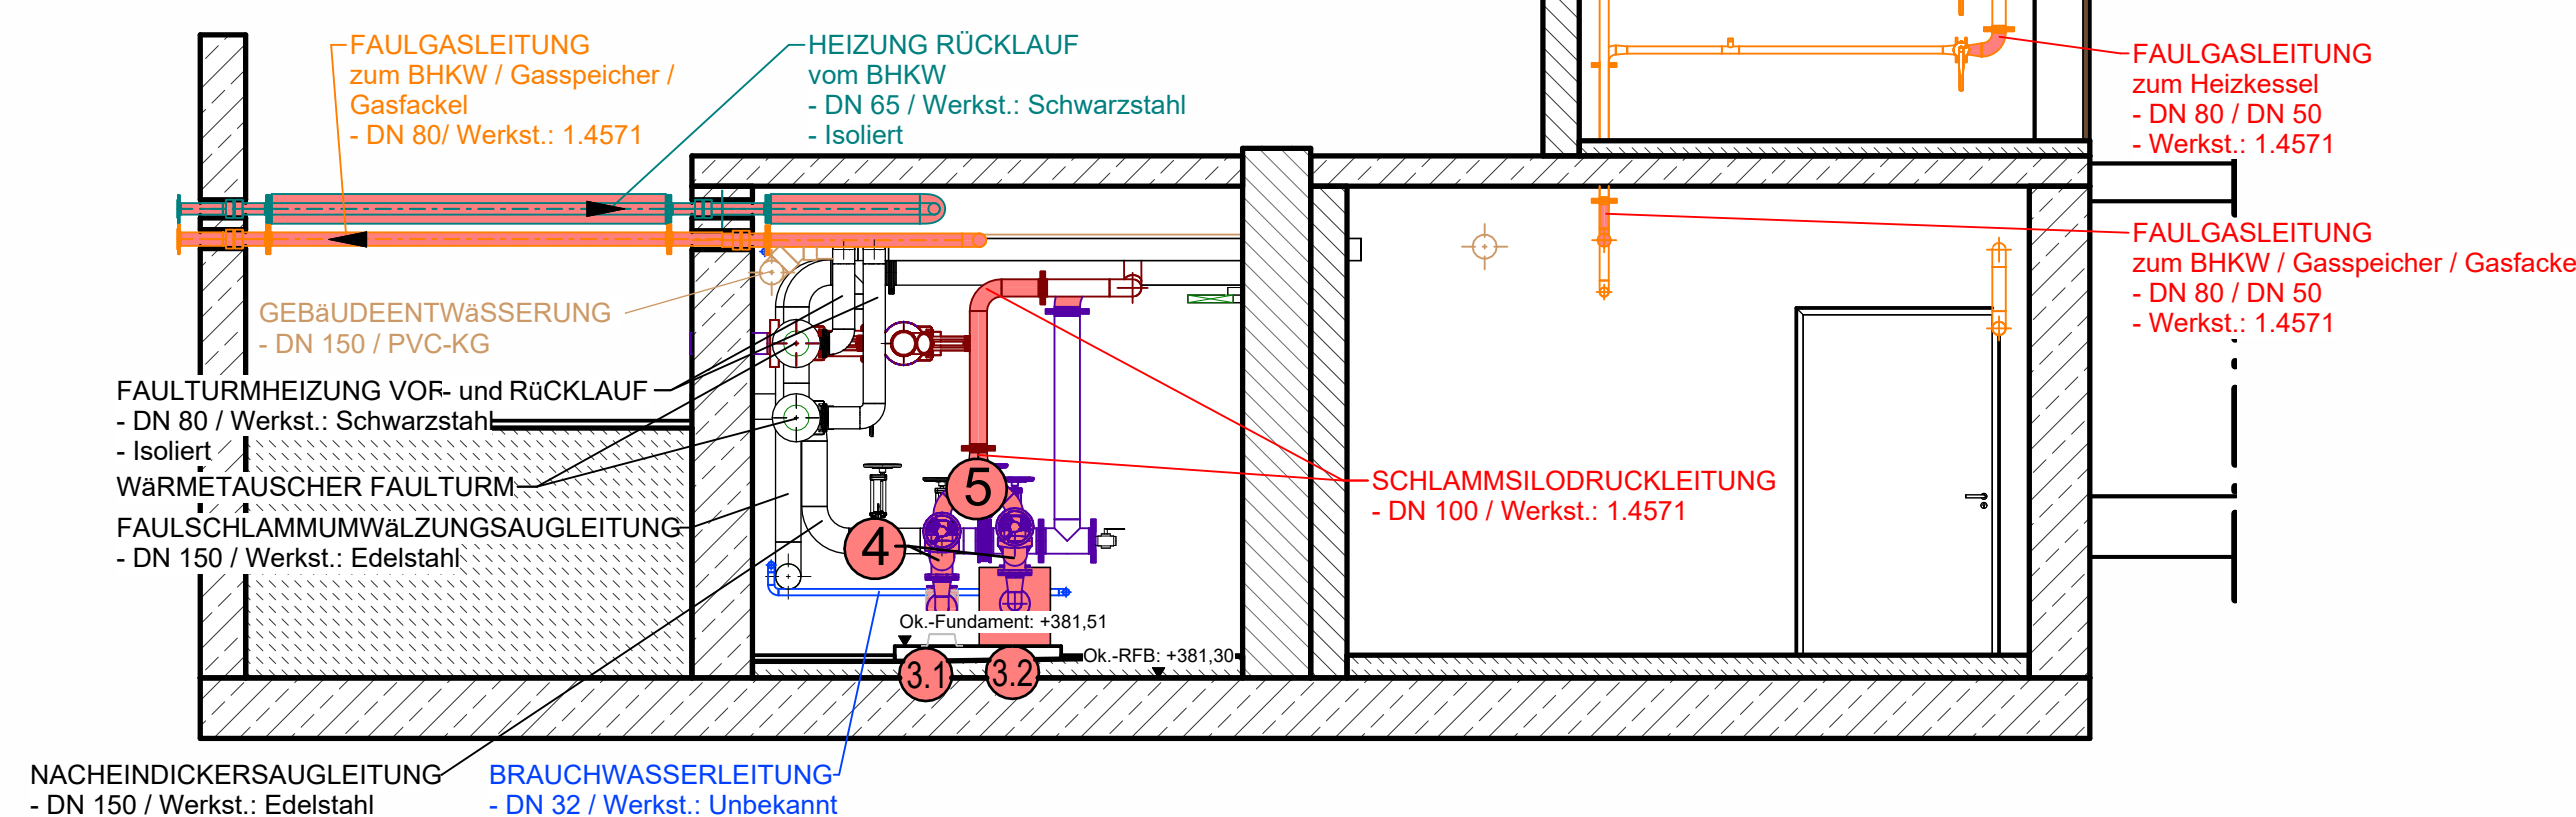 FAULGASLEITUNG
zum BHKW / Gasspeicher /
Gasfackel
- DN 80/ Werkst.: 1.4571
HEIZUNG RÜCKLAUF
vom BHKW
- DN 65 / Werkst.: Schwarzstahl
- Isoliert
FAULGASLEITUNG
zum Heizkessel
- DN 80 / DN 50
- Werkst.: 1.4571
FAULGASLEITUNG
zum BHKW / Gasspeicher / Gasfacke
- DN 80 / DN 50
- Werkst.: 1.4571
GEBäUDEENTWäSSERUNG
- DN 150 / PVC-KG
FAULTURMHEIZUNG VOR- und RüCKLAUF
- DN 80 / Werkst.: Schwarzstahl
- Isoliert
WäRMETAUSCHER FAULTURM
FAULSCHLAMMUMWäLZUNGSAUGLEITUNG
- DN 150 / Werkst.: Edelstahl
SCHLAMMSILODRUCKLEITUNG
- DN 100 / Werkst.: 1.4571
5
4
Ok.-Fundament: +381,51
Ok.-RFB: +381,30
3.1
3.2
NACHEINDICKERSAUGLEITUNG
- DN 150 / Werkst.: Edelstahl
BRAUCHWASSERLEITUNG
- DN 32 / Werkst.: Unbekannt